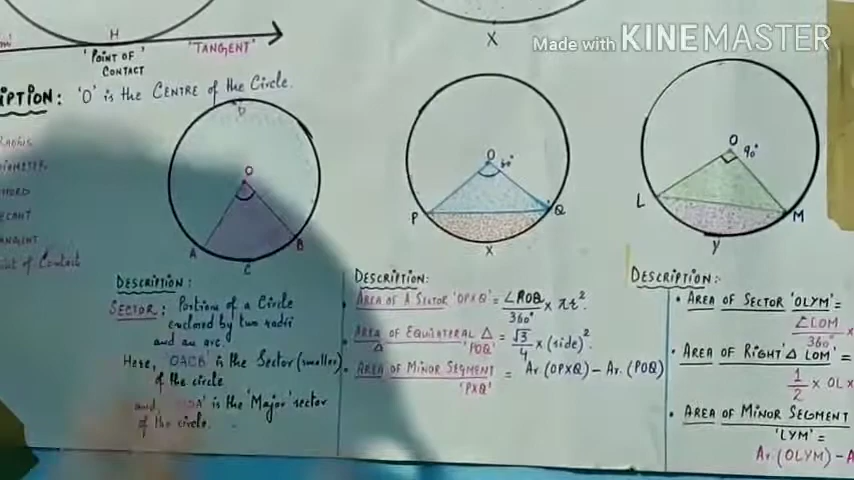 Made with KINEMASTER
H
'POINT OF'
CONTACT
'TANGENT'
X
'O' is the CENTRE of the Circle.
D
O
A
B
C
O
60°
P
Q
X
O
90°
L
M
Y
DESCRIPTION:
SECTOR: Portion of a Circle
enclosed by two radii
and an arc.
Here, 'OACB' is the Sector (smaller)
of the circle
and is the 'Major' sector
of the circle.
DESCRIPTION:
• AREA OF A SECTOR 'OPXQ' = ∠POQ/360° × πr².
• AREA OF EQUILATERAL Δ 'POQ' = √3/4 × (side)².
• AREA OF MINOR SEGMENT 'PXQ' = Ar.(OPXQ) – Ar.(POQ)
DESCRIPTION:
• AREA OF SECTOR 'OLYM' =
∠LOM/360° ×
• AREA OF RIGHT Δ LOM' =
1/2 × OL ×
• AREA OF MINOR SEGMENT
'LYM' =
Ar.(OLYM) –